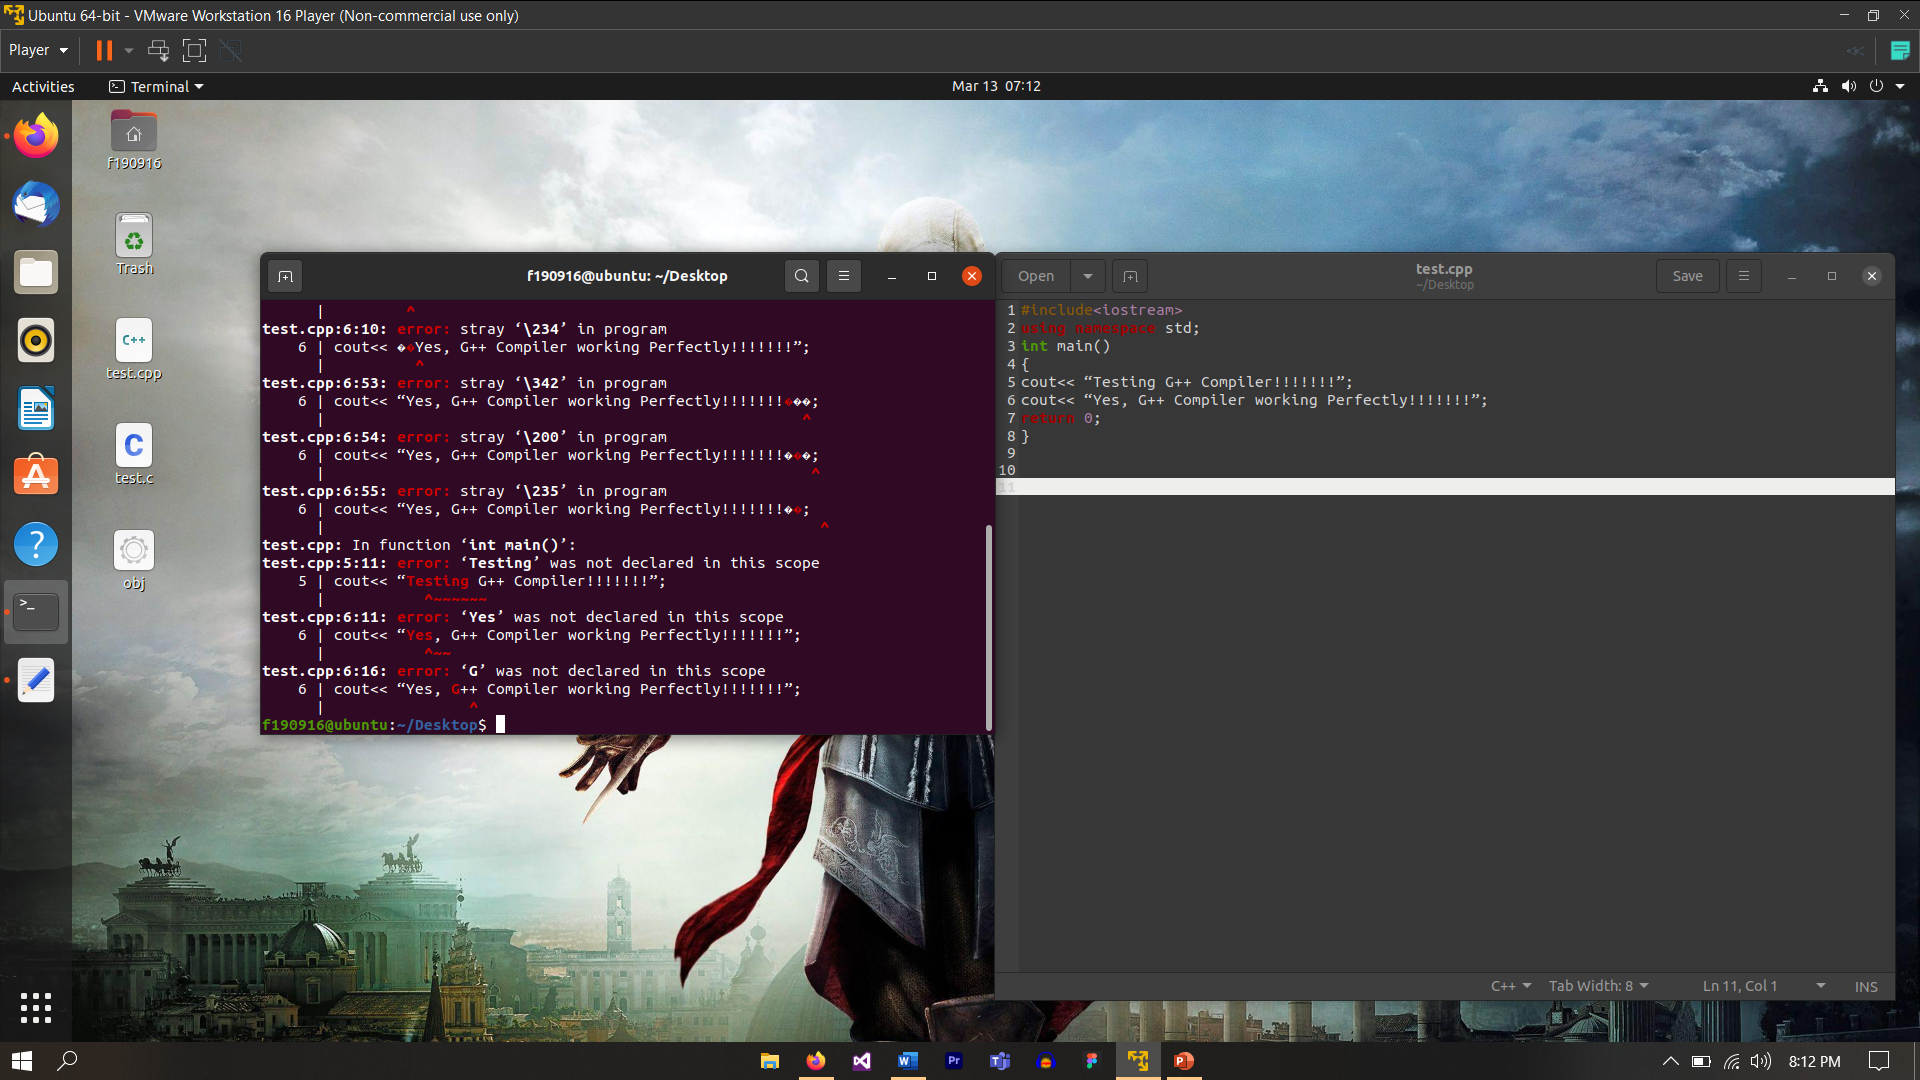 Ubuntu 64-bit - VMware Workstation 16 Player (Non-commercial use only)
Player
Activities
Terminal
Mar 13 07:12
f190916
Trash
C++
test.cpp
C
test.c
obj
f190916@ubuntu: ~/Desktop
| ^
test.cpp:6:10: error: stray ‘\234’ in program
6 | cout<< ��Yes, G++ Compiler working Perfectly!!!!!!!”;
| ^
test.cpp:6:53: error: stray ‘\342’ in program
6 | cout<< “Yes, G++ Compiler working Perfectly!!!!!!!���;
| ^
test.cpp:6:54: error: stray ‘\200’ in program
6 | cout<< “Yes, G++ Compiler working Perfectly!!!!!!!���;
| ^
test.cpp:6:55: error: stray ‘\235’ in program
6 | cout<< “Yes, G++ Compiler working Perfectly!!!!!!!��;
| ^
test.cpp: In function ‘int main()’:
test.cpp:5:11: error: ‘Testing’ was not declared in this scope
5 | cout<< “Testing G++ Compiler!!!!!!!”;
| ^~~~~~~
test.cpp:6:11: error: ‘Yes’ was not declared in this scope
6 | cout<< “Yes, G++ Compiler working Perfectly!!!!!!!”;
| ^~~
test.cpp:6:16: error: ‘G’ was not declared in this scope
6 | cout<< “Yes, G++ Compiler working Perfectly!!!!!!!”;
| ^
f190916@ubuntu:~/Desktop$
Open
test.cpp
~/Desktop
Save
1 #include<iostream>
2 using namespace std;
3 int main()
4 {
5 cout<< “Testing G++ Compiler!!!!!!!”;
6 cout<< “Yes, G++ Compiler working Perfectly!!!!!!!”;
7 return 0;
8 }
9
10
11
C++
Tab Width: 8
Ln 11, Col 1
INS
8:12 PM